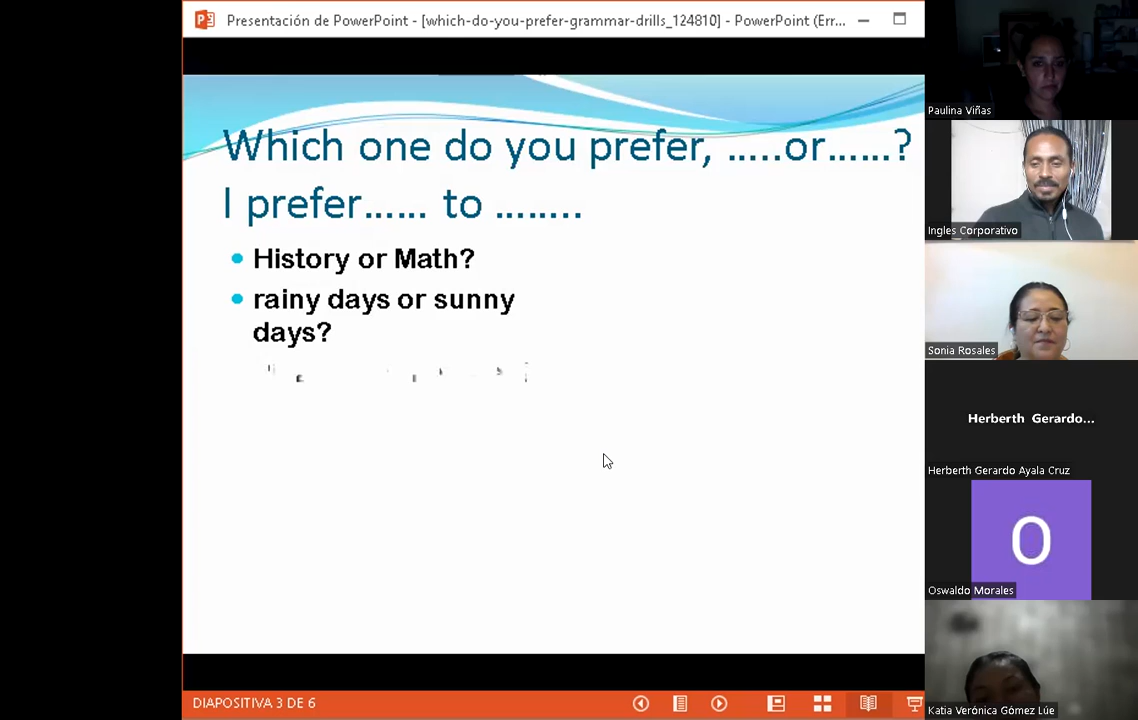 Presentación de PowerPoint - [which-do-you-prefer-grammar-drills_124810] - PowerPoint (Err...
Which one do you prefer, .....or......?
I prefer...... to ........
History or Math?
rainy days or sunny
days?
DIAPOSITIVA 3 DE 6
Paulina Viñas
Ingles Corporativo
Sonia Rosales
Herberth Gerardo...
Herberth Gerardo Ayala Cruz
O
Oswaldo Morales
Katia Verónica Gómez Lúe